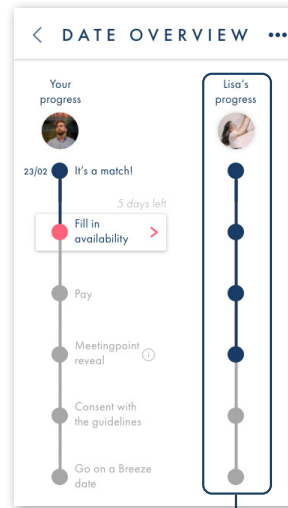 DATE OVERVIEW
Your
progress
Lisa's
progress
23/02
It's a match!
5 days left
Fill in
availability
Pay
Meetingpoint
reveal
Consent with
the guidelines
Go on a Breeze
date